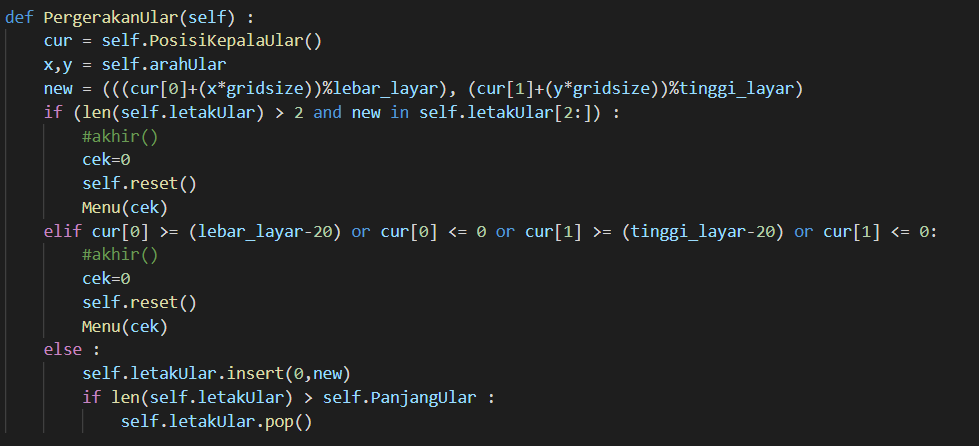 def PergerakanUlar(self) :
    cur = self.PosisiKepalaUlar()
    x,y = self.arahUlar
    new = (((cur[0]+(x*gridsize))%lebar_layar), (cur[1]+(y*gridsize))%tinggi_layar)
    if (len(self.letakUlar) > 2 and new in self.letakUlar[2:]) :
        #akhir()
        cek=0
        self.reset()
        Menu(cek)
    elif cur[0] >= (lebar_layar-20) or cur[0] <= 0 or cur[1] >= (tinggi_layar-20) or cur[1] <= 0:
        #akhir()
        cek=0
        self.reset()
        Menu(cek)
    else :
        self.letakUlar.insert(0,new)
        if len(self.letakUlar) > self.PanjangUlar :
            self.letakUlar.pop()